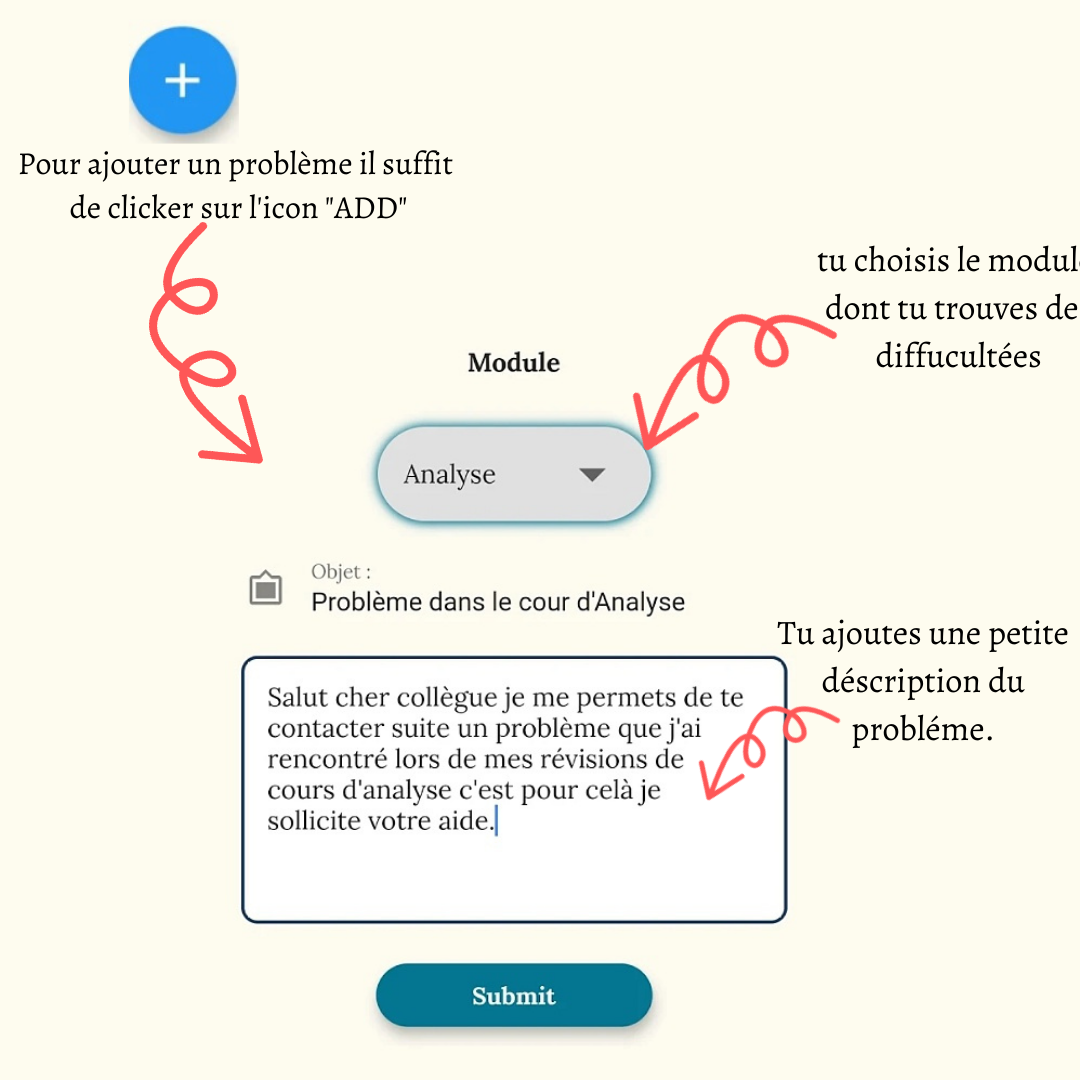 Pour ajouter un problème il suffit
de clicker sur l'icon "ADD"
tu choisis le modul
dont tu trouves de
diffucultées
Module
Analyse
Objet :
Problème dans le cour d'Analyse
Tu ajoutes une petite
déscription du
probléme.
Salut cher collègue je me permets de te
contacter suite un problème que j'ai
rencontré lors de mes révisions de
cours d'analyse c'est pour celà je
sollicite votre aide.
Submit